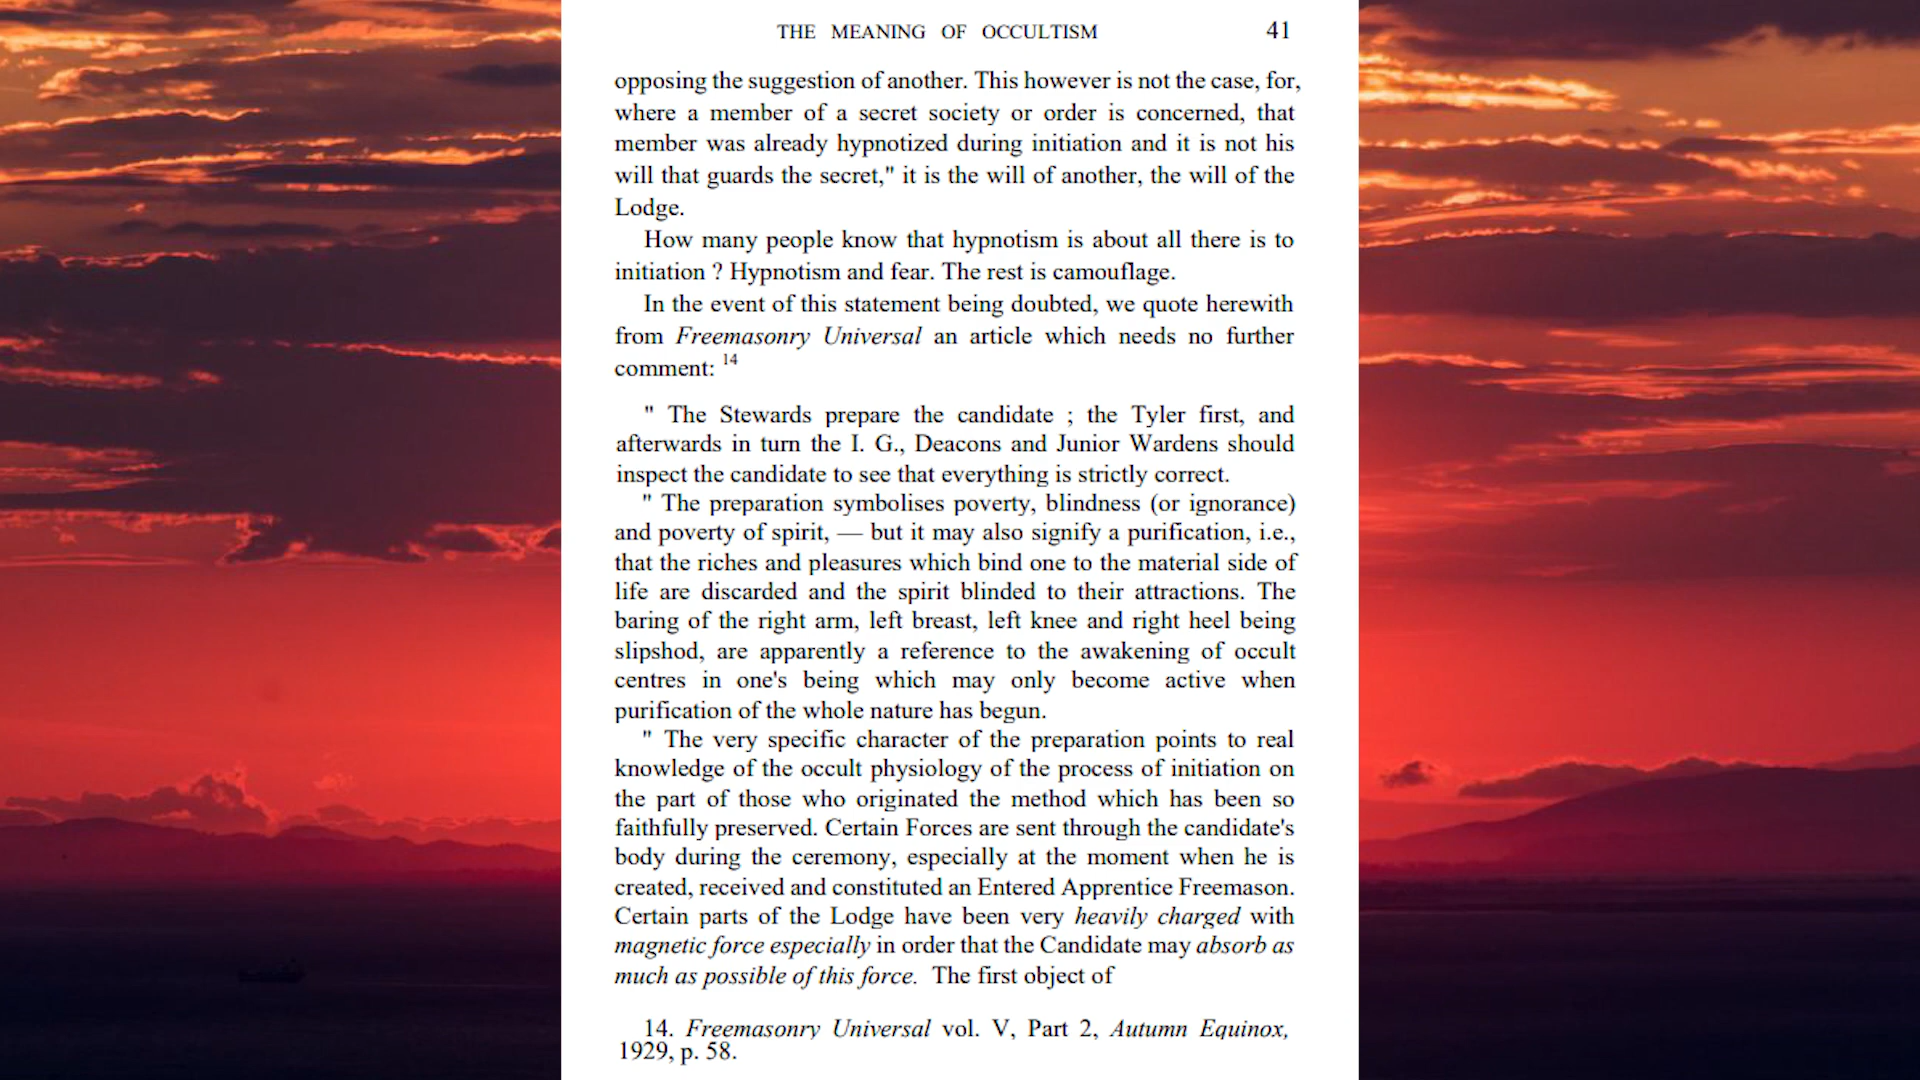 THE MEANING OF OCCULTISM 41
opposing the suggestion of another. This however is not the case, for,
where a member of a secret society or order is concerned, that
member was already hypnotized during initiation and it is not his
will that guards the secret," it is the will of another, the will of the
Lodge.
How many people know that hypnotism is about all there is to
initiation ? Hypnotism and fear. The rest is camouflage.
In the event of this statement being doubted, we quote herewith
from Freemasonry Universal an article which needs no further
comment: 14
" The Stewards prepare the candidate ; the Tyler first, and
afterwards in turn the I. G., Deacons and Junior Wardens should
inspect the candidate to see that everything is strictly correct.
" The preparation symbolises poverty, blindness (or ignorance)
and poverty of spirit, — but it may also signify a purification, i.e.,
that the riches and pleasures which bind one to the material side of
life are discarded and the spirit blinded to their attractions. The
baring of the right arm, left breast, left knee and right heel being
slipshod, are apparently a reference to the awakening of occult
centres in one's being which may only become active when
purification of the whole nature has begun.
" The very specific character of the preparation points to real
knowledge of the occult physiology of the process of initiation on
the part of those who originated the method which has been so
faithfully preserved. Certain Forces are sent through the candidate's
body during the ceremony, especially at the moment when he is
created, received and constituted an Entered Apprentice Freemason.
Certain parts of the Lodge have been very heavily charged with
magnetic force especially in order that the Candidate may absorb as
much as possible of this force. The first object of
14. Freemasonry Universal vol. V, Part 2, Autumn Equinox,
1929, p. 58.